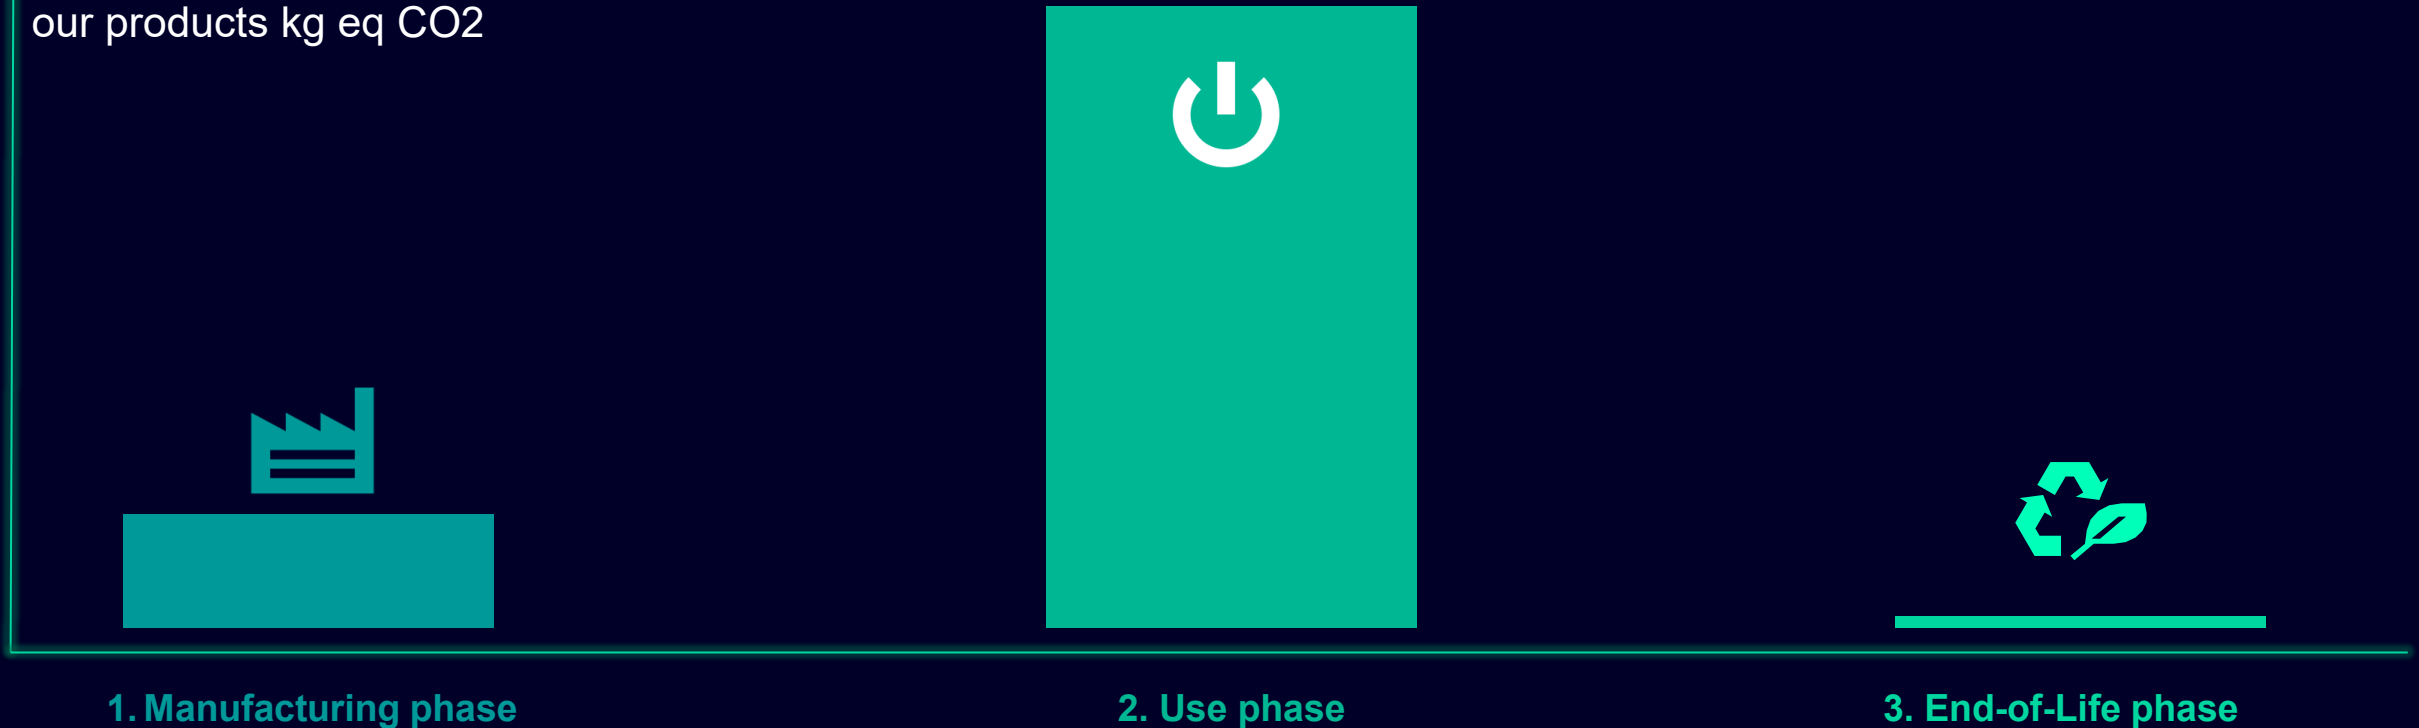 our products kg eq CO2
1. Manufacturing phase
2. Use phase
3. End-of-Life phase